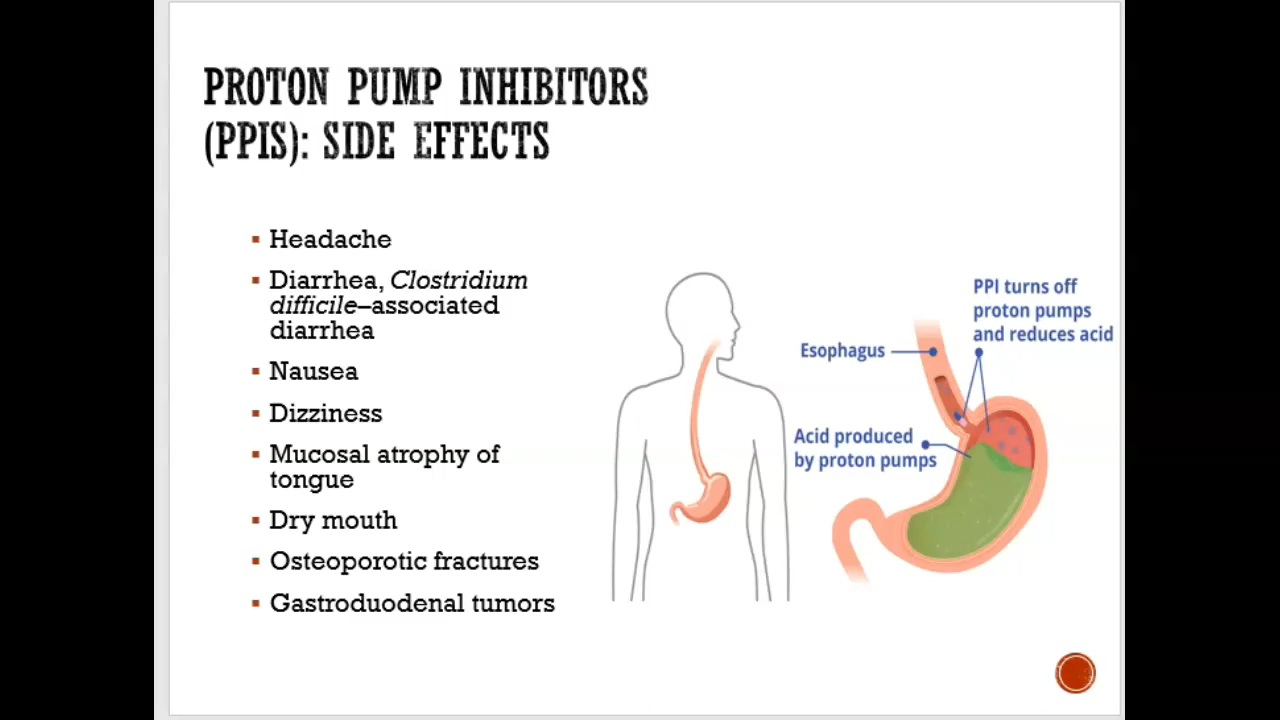 PROTON PUMP INHIBITORS
(PPIS): SIDE EFFECTS
▪ Headache
▪ Diarrhea, Clostridium
difficile–associated
diarrhea
▪ Nausea
▪ Dizziness
▪ Mucosal atrophy of
tongue
▪ Dry mouth
▪ Osteoporotic fractures
▪ Gastroduodenal tumors
PPI turns off
proton pumps
and reduces acid
Esophagus
Acid produced
by proton pumps